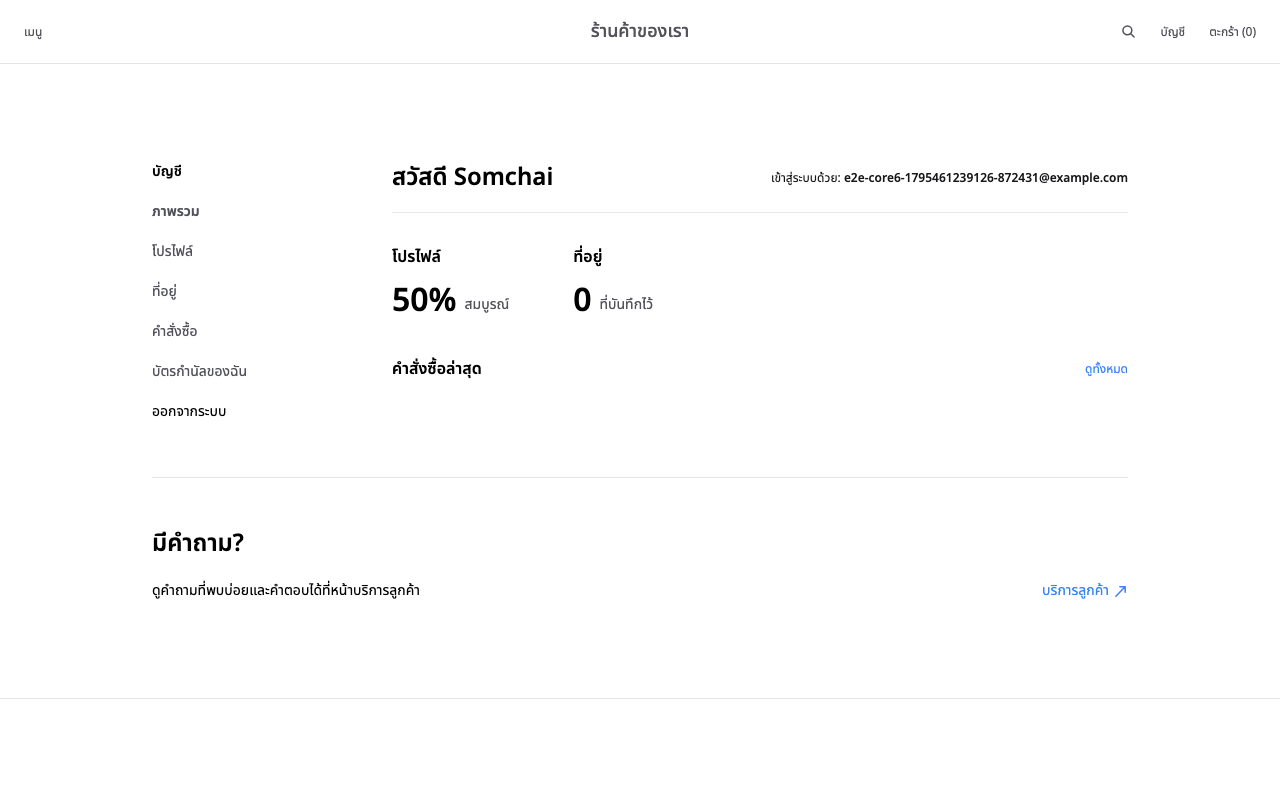 เมนู
ร้านค้าของเรา
บัญชี
ตะกร้า (0)
บัญชี
ภาพรวม
โปรไฟล์
ที่อยู่
คำสั่งซื้อ
บัตรกำนัลของฉัน
ออกจากระบบ
สวัสดี Somchai
เข้าสู่ระบบด้วย: e2e-core6-1795461239126-872431@example.com
โปรไฟล์
50% สมบูรณ์
ที่อยู่
0 ที่บันทึกไว้
คำสั่งซื้อล่าสุด
ดูทั้งหมด
มีคำถาม?
ดูคำถามที่พบบ่อยและคำตอบได้ที่หน้าบริการลูกค้า
บริการลูกค้า